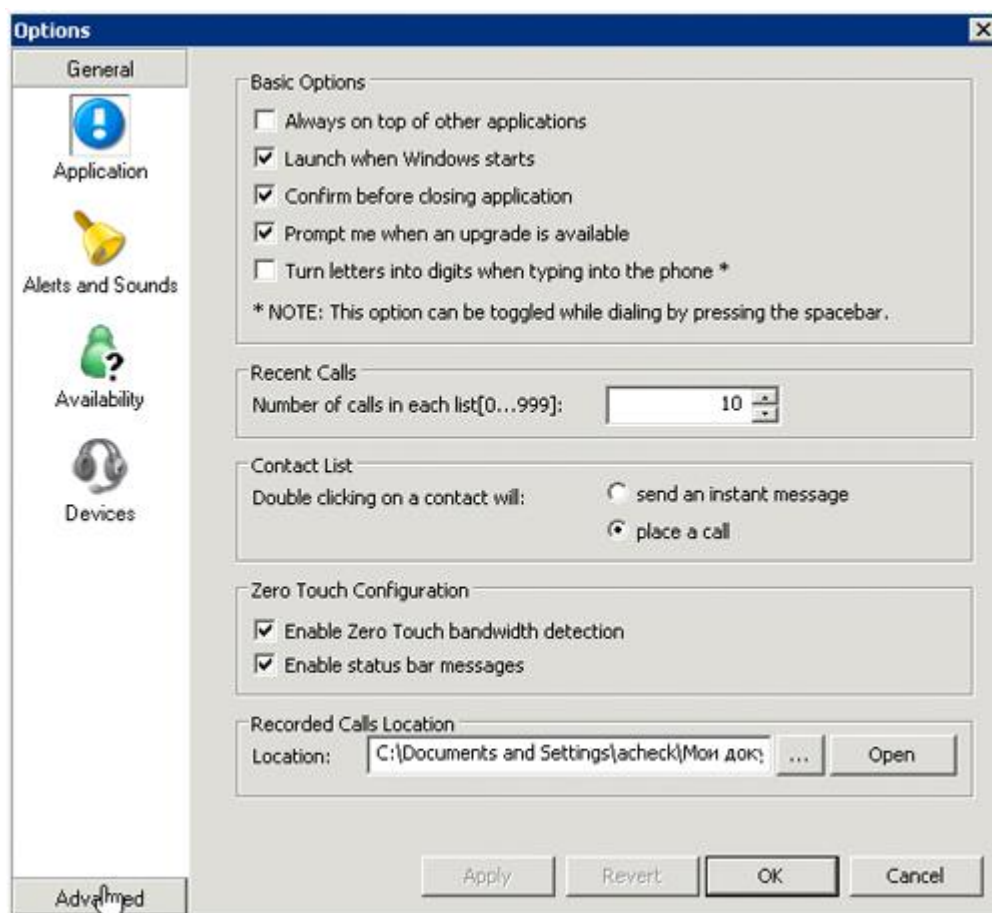 Options
General
Application
Alerts and Sounds
Availability
Devices
Advanced
Basic Options
Always on top of other applications
Launch when Windows starts
Confirm before closing application
Prompt me when an upgrade is available
Turn letters into digits when typing into the phone *
* NOTE: This option can be toggled while dialing by pressing the spacebar.
Recent Calls
Number of calls in each list[0...999]: 10
Contact List
Double clicking on a contact will: send an instant message
place a call
Zero Touch Configuration
Enable Zero Touch bandwidth detection
Enable status bar messages
Recorded Calls Location
Location: C:\Documents and Settings\acheck\Мои доку ... Open
Apply Revert OK Cancel